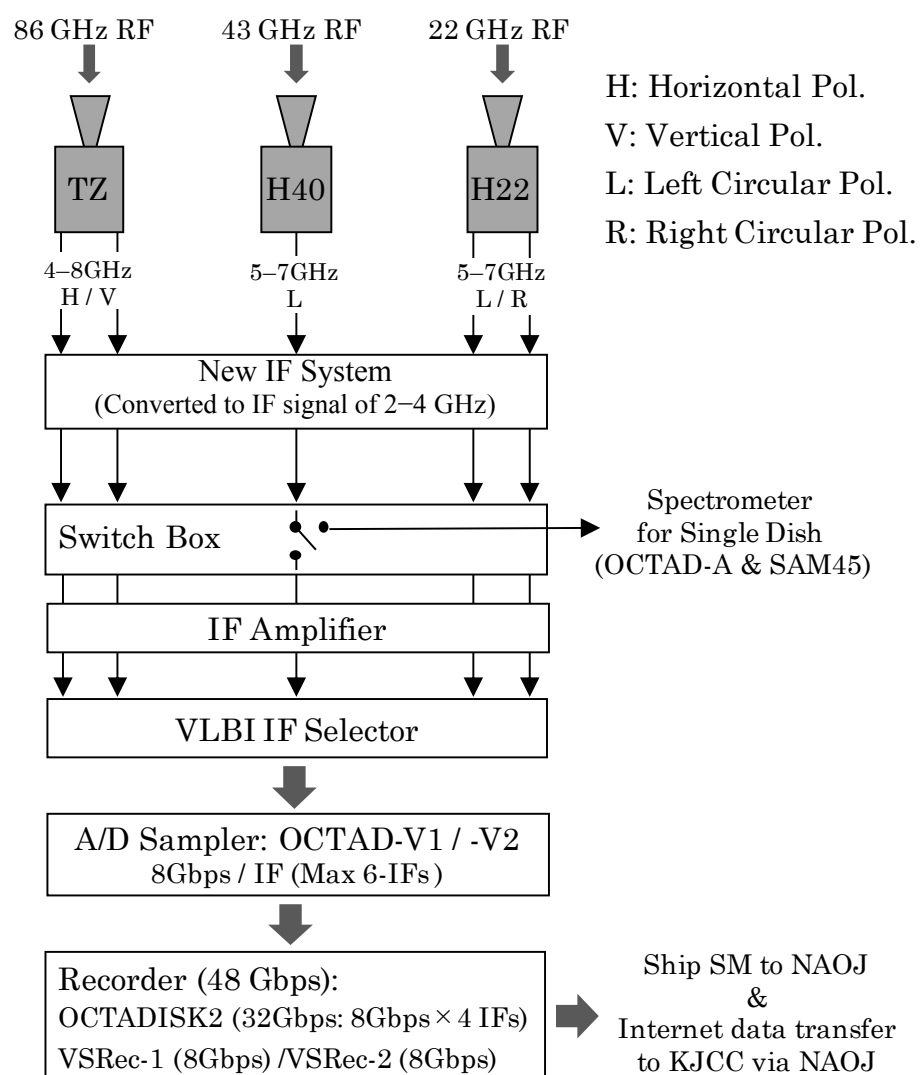 86 GHz RF
43 GHz RF
22 GHz RF
H: Horizontal Pol.
V: Vertical Pol.
L: Left Circular Pol.
R: Right Circular Pol.
TZ
H40
H22
4–8GHz
H / V
5–7GHz
L
5–7GHz
L / R
New IF System
(Converted to IF signal of 2−4 GHz)
Switch Box
Spectrometer
for Single Dish
(OCTAD-A & SAM45)
IF Amplifier
VLBI IF Selector
A/D Sampler: OCTAD-V1 / -V2
8Gbps / IF (Max 6-IFs )
Recorder (48 Gbps):
OCTADISK2 (32Gbps: 8Gbps × 4 IFs)
VSRec-1 (8Gbps) /VSRec-2 (8Gbps)
Ship SM to NAOJ
&
Internet data transfer
to KJCC via NAOJ